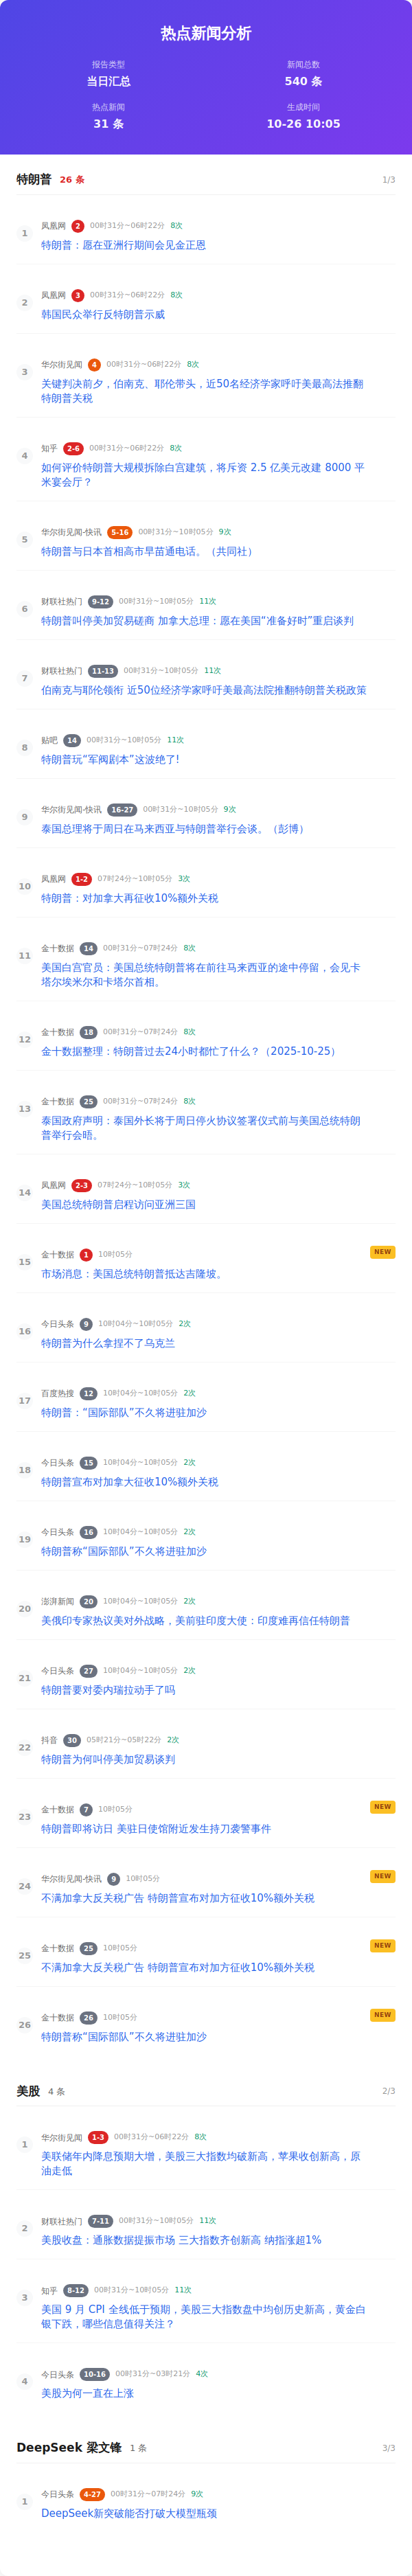 热点新闻分析
报告类型
当日汇总
新闻总数
540 条
热点新闻
31 条
生成时间
10-26 10:05
特朗普 26 条 1/3
1
凤凰网 2 00时31分~06时22分 8次
特朗普：愿在亚洲行期间会见金正恩
2
凤凰网 3 00时31分~06时22分 8次
韩国民众举行反特朗普示威
3
华尔街见闻 4 00时31分~06时22分 8次
关键判决前夕，伯南克、耶伦带头，近50名经济学家呼吁美最高法推翻
特朗普关税
4
知乎 2-6 00时31分~06时22分 8次
如何评价特朗普大规模拆除白宫建筑，将斥资 2.5 亿美元改建 8000 平
米宴会厅？
5
华尔街见闻-快讯 5-16 00时31分~10时05分 9次
特朗普与日本首相高市早苗通电话。（共同社）
6
财联社热门 9-12 00时31分~10时05分 11次
特朗普叫停美加贸易磋商 加拿大总理：愿在美国“准备好时”重启谈判
7
财联社热门 11-13 00时31分~10时05分 11次
伯南克与耶伦领衔 近50位经济学家呼吁美最高法院推翻特朗普关税政策
8
贴吧 14 00时31分~10时05分 11次
特朗普玩“军阀剧本”这波绝了!
9
华尔街见闻-快讯 16-27 00时31分~10时05分 9次
泰国总理将于周日在马来西亚与特朗普举行会谈。（彭博）
10
凤凰网 1-2 07时24分~10时05分 3次
特朗普：对加拿大再征收10%额外关税
11
金十数据 14 00时31分~07时24分 8次
美国白宫官员：美国总统特朗普将在前往马来西亚的途中停留，会见卡
塔尔埃米尔和卡塔尔首相。
12
金十数据 18 00时31分~07时24分 8次
金十数据整理：特朗普过去24小时都忙了什么？（2025-10-25）
13
金十数据 25 00时31分~07时24分 8次
泰国政府声明：泰国外长将于周日停火协议签署仪式前与美国总统特朗
普举行会晤。
14
凤凰网 2-3 07时24分~10时05分 3次
美国总统特朗普启程访问亚洲三国
15
金十数据 1 10时05分 NEW
市场消息：美国总统特朗普抵达吉隆坡。
16
今日头条 9 10时04分~10时05分 2次
特朗普为什么拿捏不了乌克兰
17
百度热搜 12 10时04分~10时05分 2次
特朗普：“国际部队”不久将进驻加沙
18
今日头条 15 10时04分~10时05分 2次
特朗普宣布对加拿大征收10%额外关税
19
今日头条 16 10时04分~10时05分 2次
特朗普称“国际部队”不久将进驻加沙
20
澎湃新闻 20 10时04分~10时05分 2次
美俄印专家热议美对外战略，美前驻印度大使：印度难再信任特朗普
21
今日头条 27 10时04分~10时05分 2次
特朗普要对委内瑞拉动手了吗
22
抖音 30 05时21分~05时22分 2次
特朗普为何叫停美加贸易谈判
23
金十数据 7 10时05分 NEW
特朗普即将访日 美驻日使馆附近发生持刀袭警事件
24
华尔街见闻-快讯 9 10时05分 NEW
不满加拿大反关税广告 特朗普宣布对加方征收10%额外关税
25
金十数据 25 10时05分 NEW
不满加拿大反关税广告 特朗普宣布对加方征收10%额外关税
26
金十数据 26 10时05分 NEW
特朗普称“国际部队”不久将进驻加沙
美股 4 条 2/3
1
华尔街见闻 1-3 00时31分~06时22分 8次
美联储年内降息预期大增，美股三大指数均破新高，苹果收创新高，原
油走低
2
财联社热门 7-11 00时31分~10时05分 11次
美股收盘：通胀数据提振市场 三大指数齐创新高 纳指涨超1%
3
知乎 8-12 00时31分~10时05分 11次
美国 9 月 CPI 全线低于预期，美股三大指数盘中均创历史新高，黄金白
银下跌，哪些信息值得关注？
4
今日头条 10-16 00时31分~03时21分 4次
美股为何一直在上涨
DeepSeek 梁文锋 1 条 3/3
1
今日头条 4-27 00时31分~07时24分 9次
DeepSeek新突破能否打破大模型瓶颈